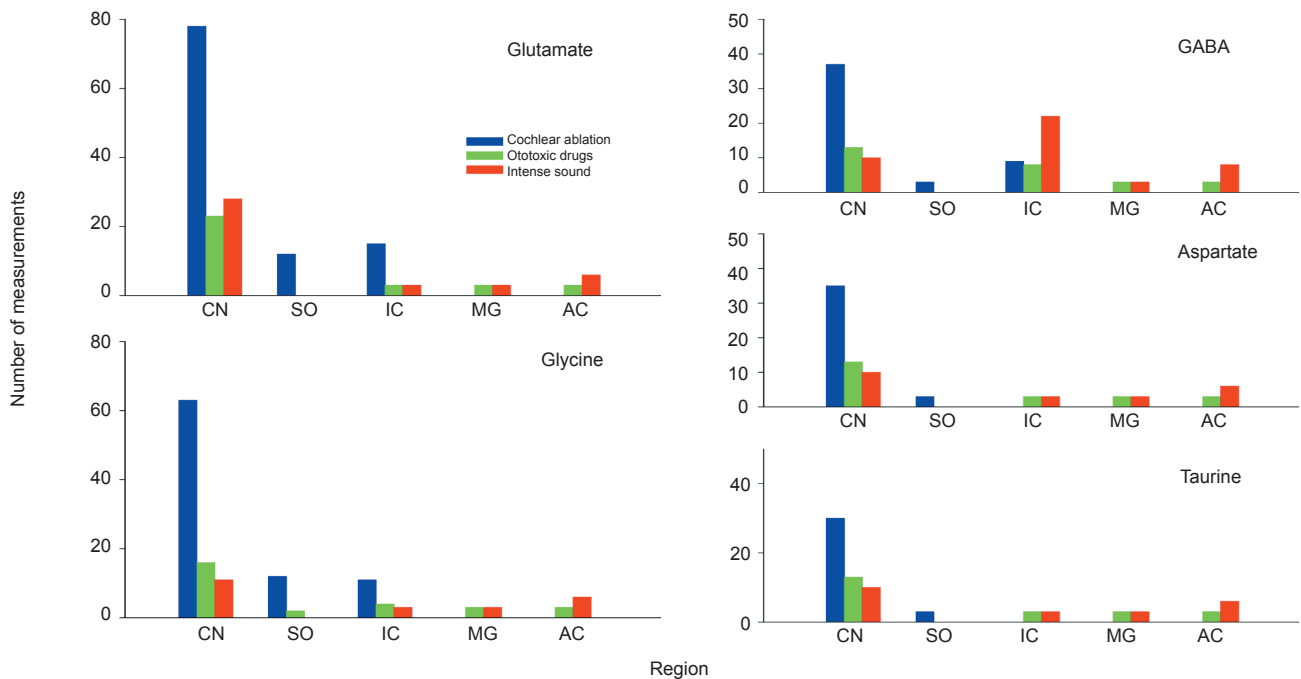 Number of measurements
80
60
40
20
0
Glutamate
Cochlear ablation
Ototoxic drugs
Intense sound
CN SO IC MG AC
80
60
40
20
0
Glycine
CN SO IC MG AC
50
40
30
20
10
0
GABA
CN SO IC MG AC
50
40
30
20
10
0
Aspartate
CN SO IC MG AC
40
20
0
Taurine
CN SO IC MG AC
Region